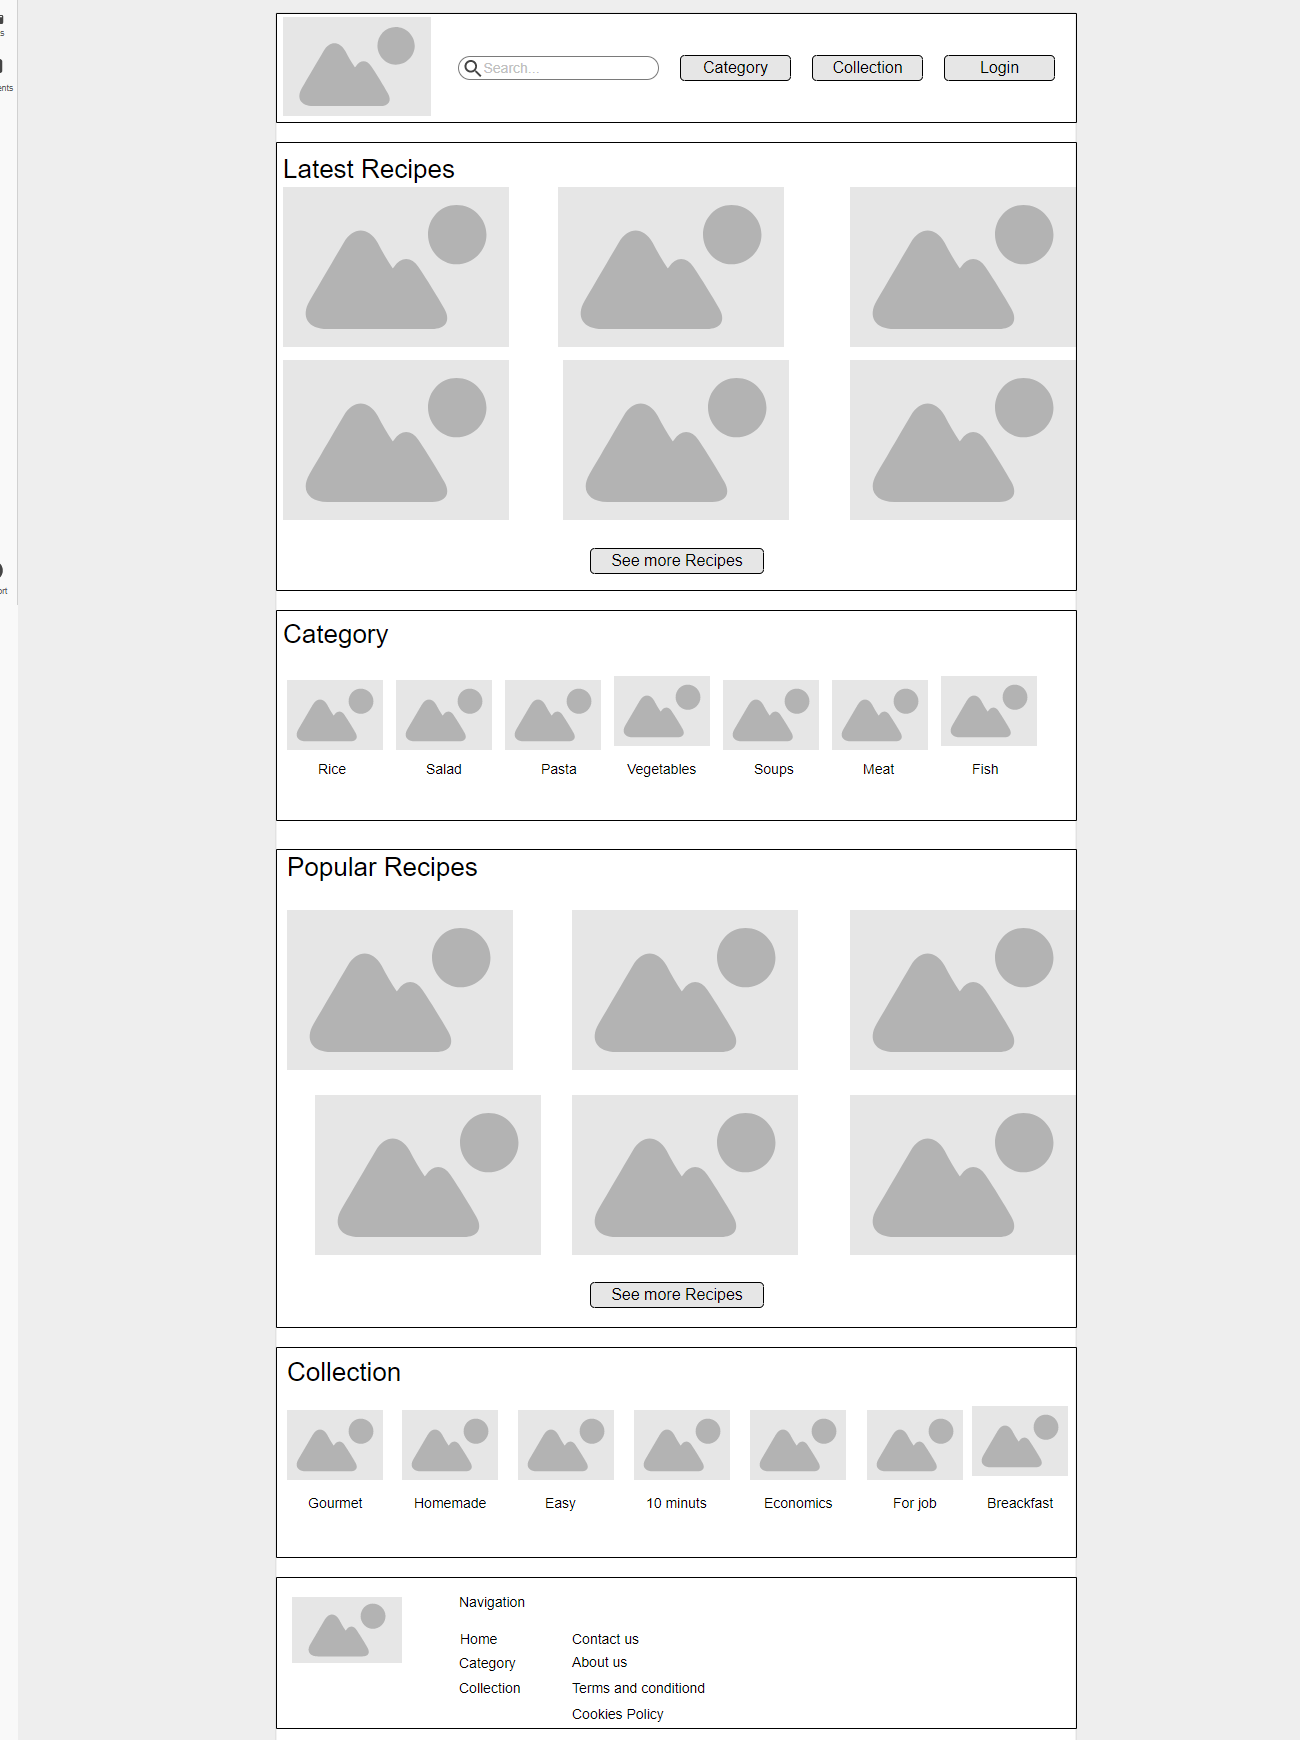 Search...
Category
Collection
Login
Latest Recipes
See more Recipes
Category
Rice
Salad
Pasta
Vegetables
Soups
Meat
Fish
Popular Recipes
See more Recipes
Collection
Gourmet
Homemade
Easy
10 minuts
Economics
For job
Breackfast
Navigation
Home
Contact us
Category
About us
Collection
Terms and conditiond
Cookies Policy